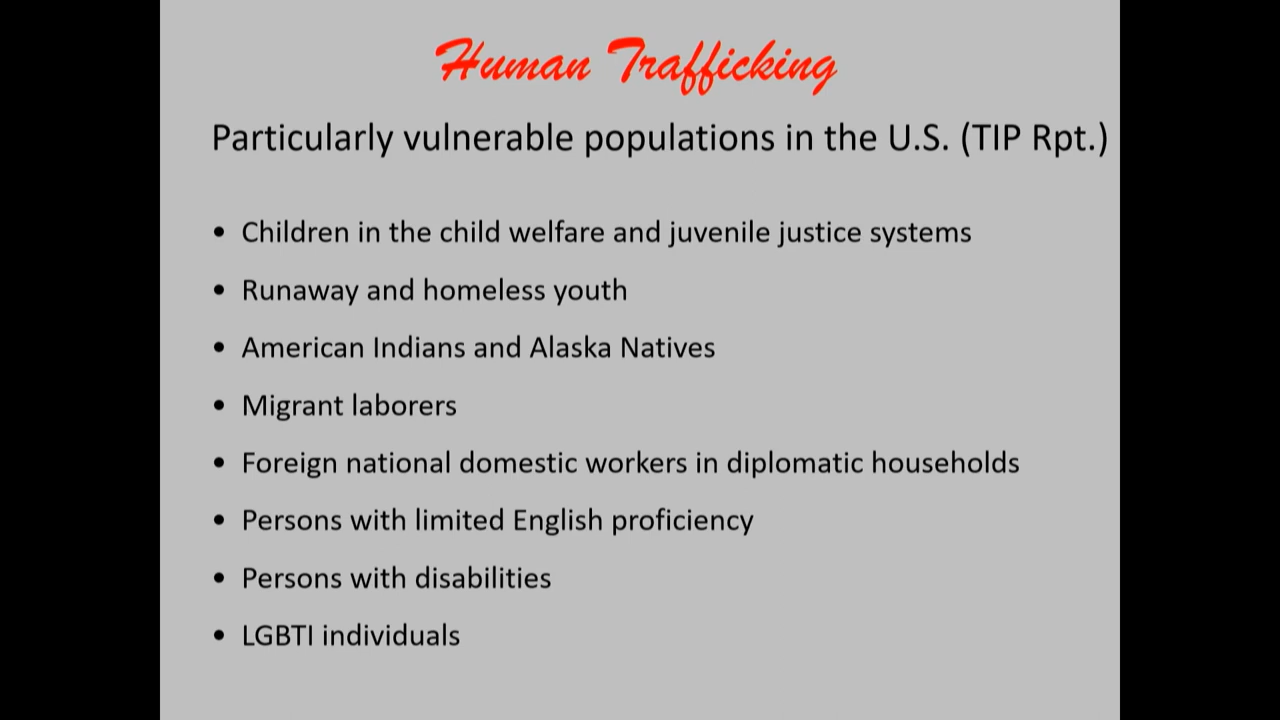 Human Trafficking
Particularly vulnerable populations in the U.S. (TIP Rpt.)
• Children in the child welfare and juvenile justice systems
• Runaway and homeless youth
• American Indians and Alaska Natives
• Migrant laborers
• Foreign national domestic workers in diplomatic households
• Persons with limited English proficiency
• Persons with disabilities
• LGBTI individuals